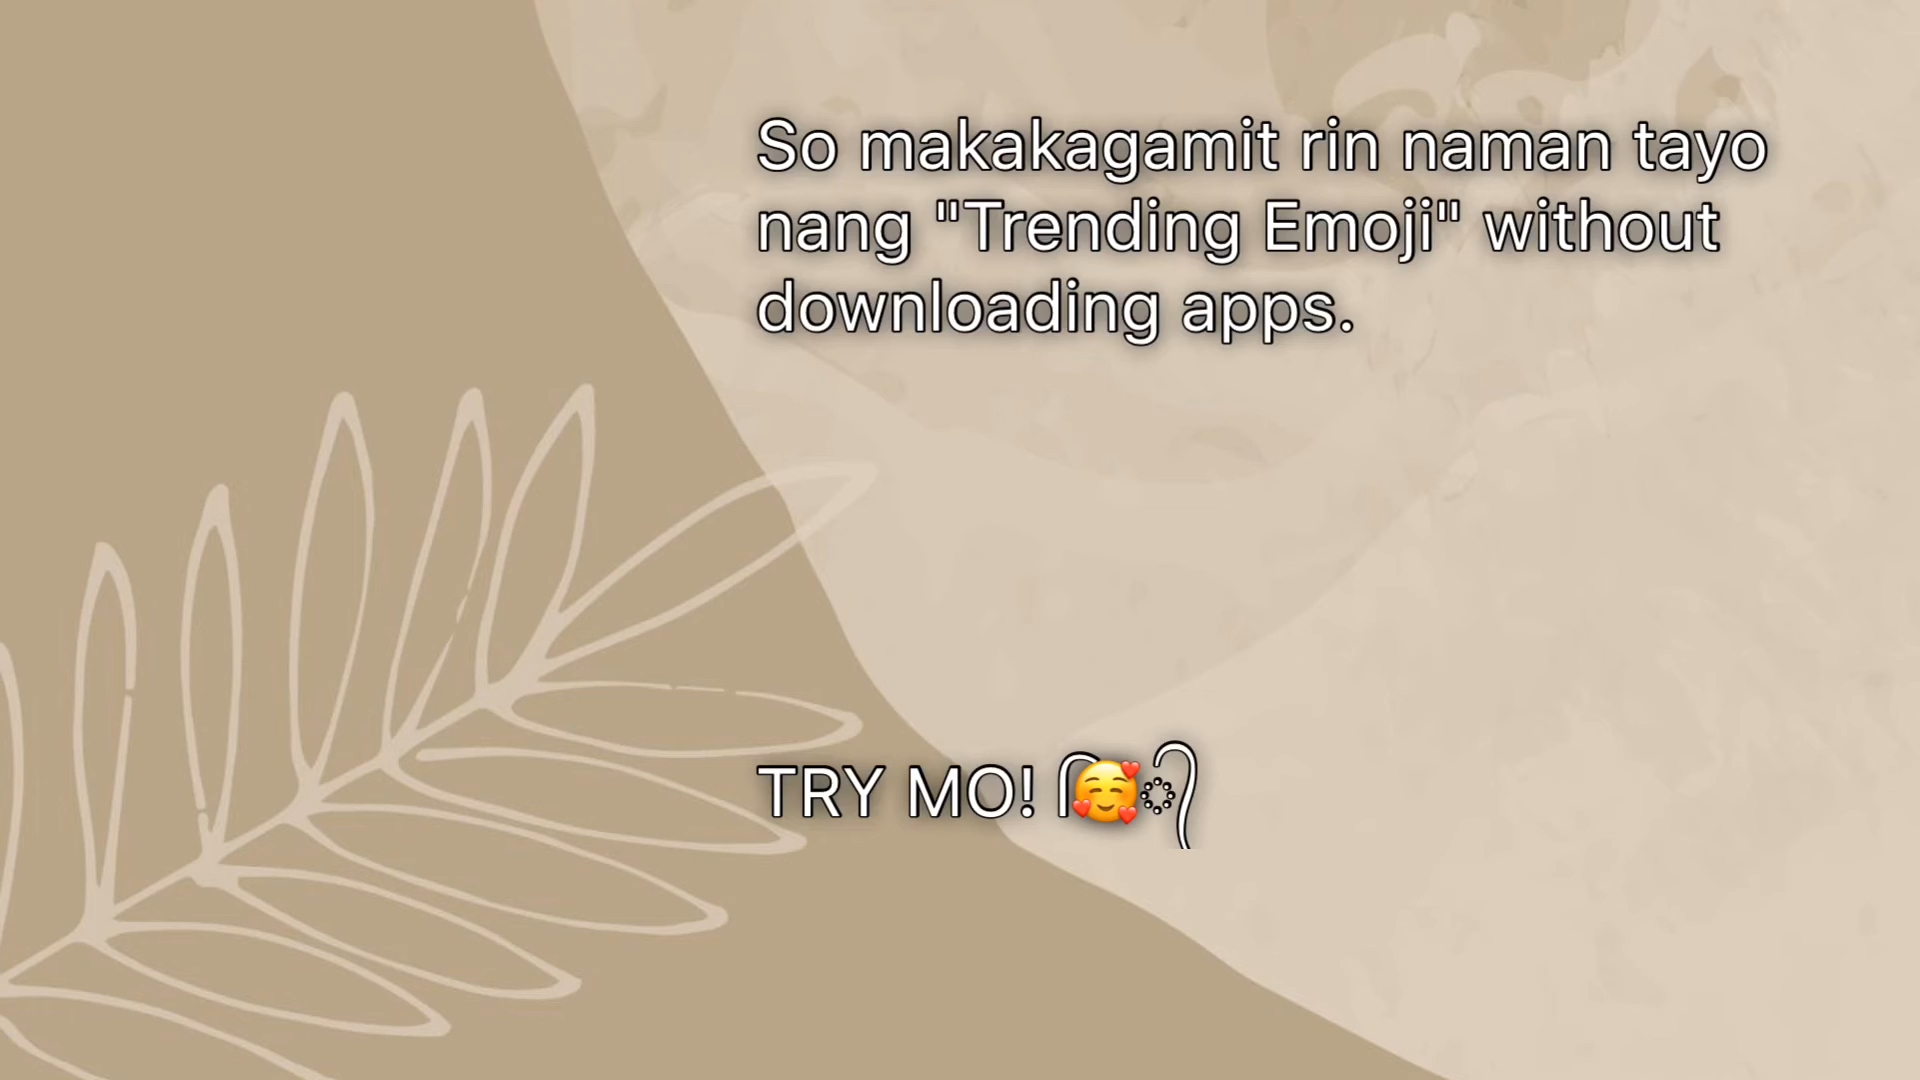 So makakagamit rin naman tayo
nang "Trending Emoji" without
downloading apps.
TRY MO! ᥫ🥰᭄